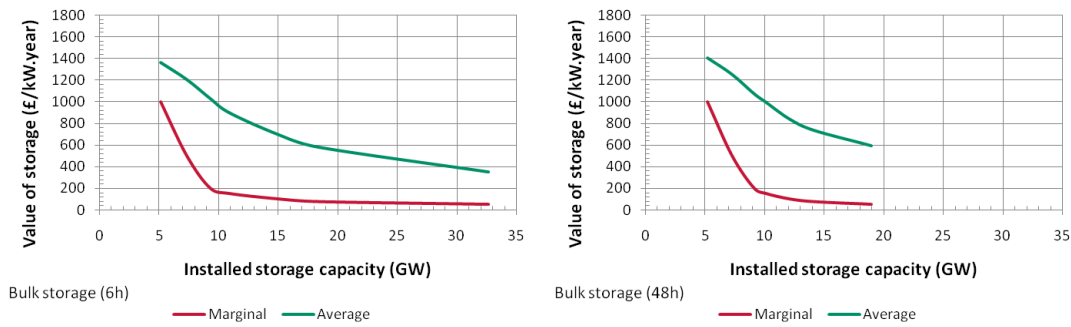 Value of storage (£/kW.year)
1800
1600
1400
1200
1000
800
600
400
200
0
0 5 10 15 20 25 30 35
Installed storage capacity (GW)
Bulk storage (6h)
Marginal Average
Value of storage (£/kW.year)
1800
1600
1400
1200
1000
800
600
400
200
0
0 5 10 15 20 25 30 35
Installed storage capacity (GW)
Bulk storage (48h)
Marginal Average